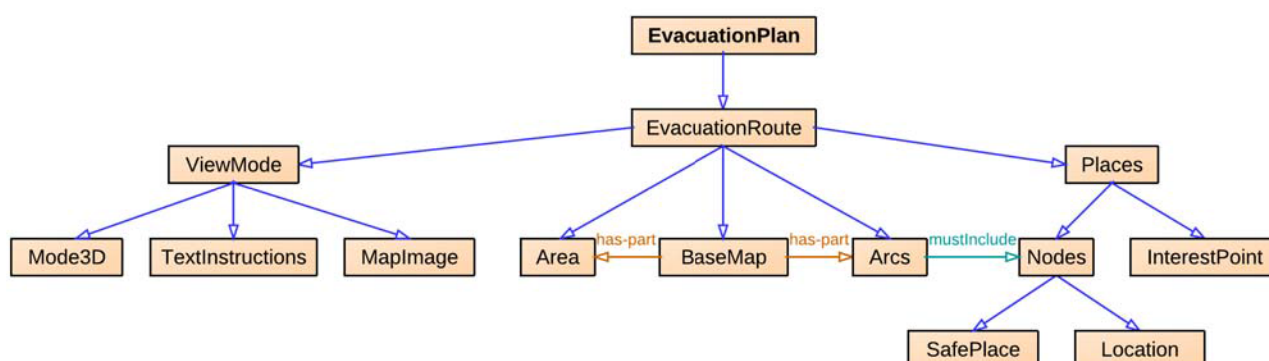 EvacuationPlan
EvacuationRoute
ViewMode
Places
Mode3D
TextInstructions
MapImage
Area
has-part
BaseMap
has-part
Arcs
mustInclude
Nodes
InterestPoint
SafePlace
Location